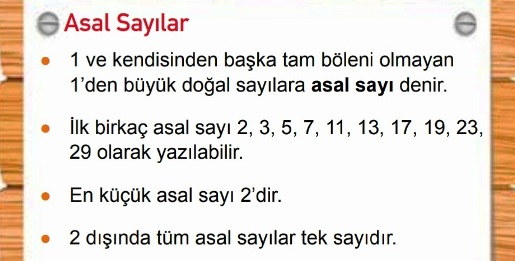 Asal Sayılar
• 1 ve kendisinden başka tam böleni olmayan
1’den büyük doğal sayılara asal sayı denir.
• İlk birkaç asal sayı 2, 3, 5, 7, 11, 13, 17, 19, 23,
29 olarak yazılabilir.
• En küçük asal sayı 2’dir.
• 2 dışında tüm asal sayılar tek sayıdır.